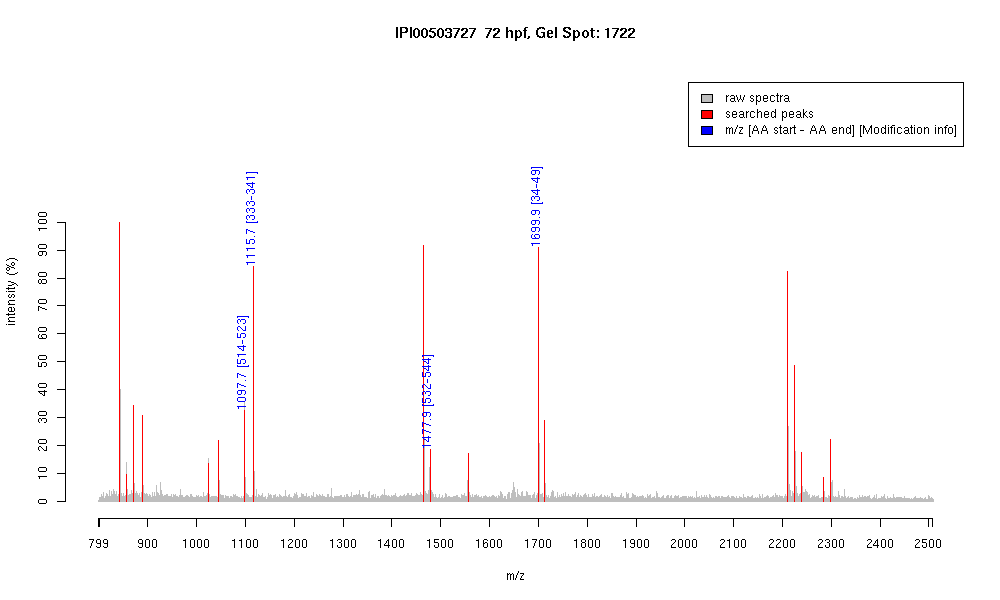 IPI00503727  72 hpf, Gel Spot: 1722
raw spectra
searched peaks
m/z [AA start - AA end] [Modification info]
1699.9 [34-49]
1115.7 [333-341]
1097.7 [514-523]
1477.9 [532-544]
intensity (%)
100
90
80
70
60
50
40
30
20
10
0
799 900 1000 1100 1200 1300 1400 1500 1600 1700 1800 1900 2000 2100 2200 2300 2400 2500
m/z